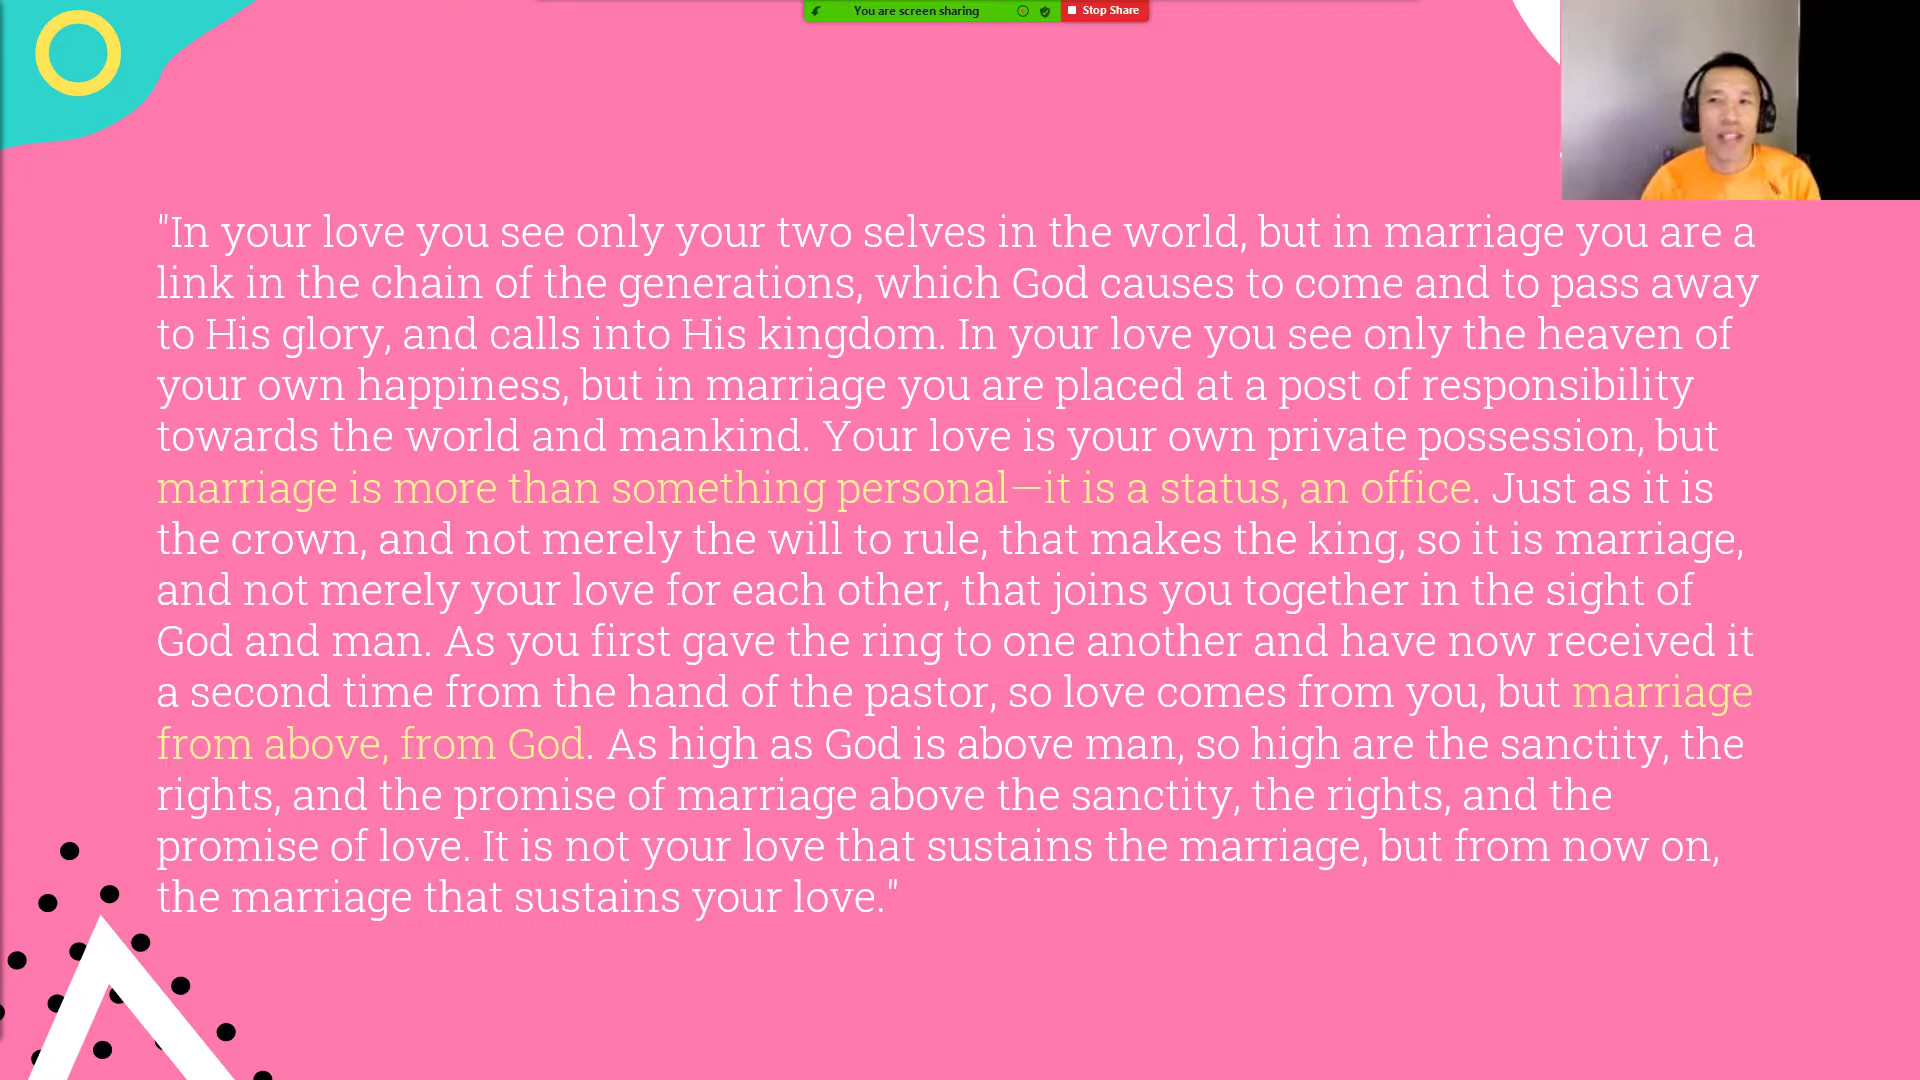 You are screen sharing
Stop Share
"In your love you see only your two selves in the world, but in marriage you are a
link in the chain of the generations, which God causes to come and to pass away
to His glory, and calls into His kingdom. In your love you see only the heaven of
your own happiness, but in marriage you are placed at a post of responsibility
towards the world and mankind. Your love is your own private possession, but
marriage is more than something personal—it is a status, an office. Just as it is
the crown, and not merely the will to rule, that makes the king, so it is marriage,
and not merely your love for each other, that joins you together in the sight of
God and man. As you first gave the ring to one another and have now received it
a second time from the hand of the pastor, so love comes from you, but marriage
from above, from God. As high as God is above man, so high are the sanctity, the
rights, and the promise of marriage above the sanctity, the rights, and the
promise of love. It is not your love that sustains the marriage, but from now on,
the marriage that sustains your love."